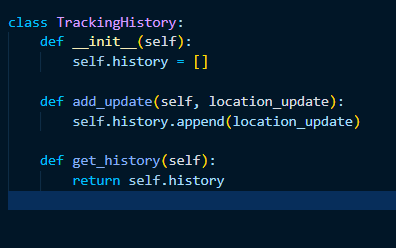 class TrackingHistory:
    def __init__(self):
        self.history = []

    def add_update(self, location_update):
        self.history.append(location_update)

    def get_history(self):
        return self.history